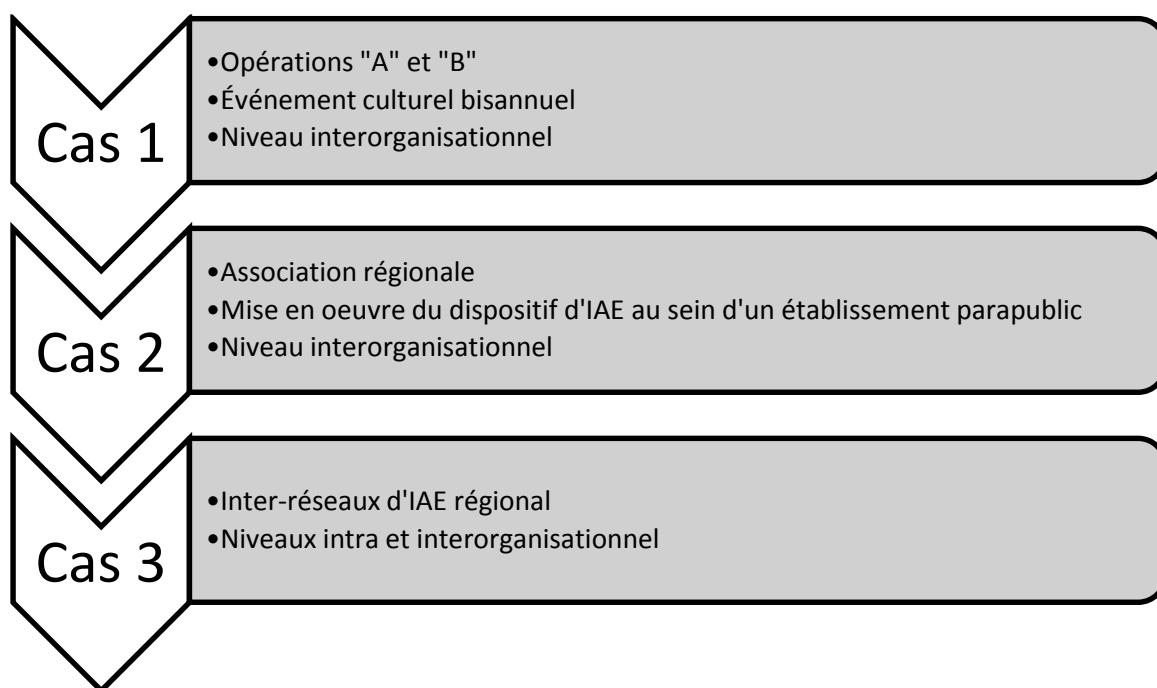 Cas 1
•Opérations "A" et "B"
•Événement culturel bisannuel
•Niveau interorganisationnel
Cas 2
•Association régionale
•Mise en oeuvre du dispositif d'IAE au sein d'un établissement parapublic
•Niveau interorganisationnel
Cas 3
•Inter-réseaux d'IAE régional
•Niveaux intra et interorganisationnel